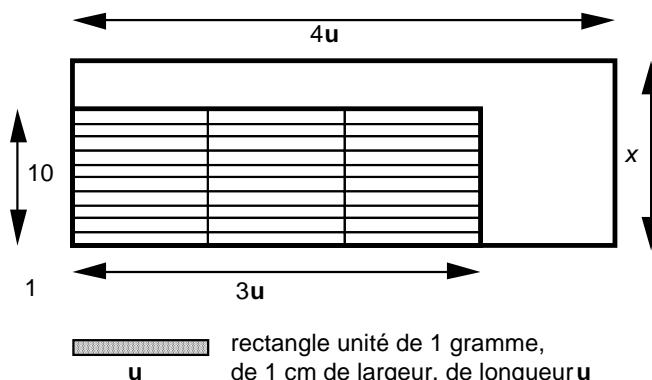 4u
10
x
1
3u
rectangle unité de 1 gramme,
u
de 1 cm de largeur, de longueur u